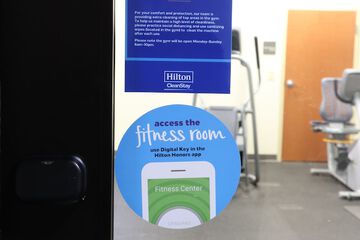 For your comfort and protection, our team is
providing extra cleaning of top areas in the gym.
To help us maintain a high level of cleanliness,
please practice social distancing and use sanitizing
wipes (located in the gym) to clean the machine
after each use.
Please note the gym will be open Monday-Sunday
6am-10pm.
Hilton
CleanStay
access the
fitness room
use Digital Key in the
Hilton Honors app
Fitness Center